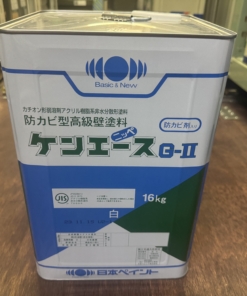 Basic & New
カチオン形弱溶剤アクリル樹脂系非水分散形塗料
防カビ型高級壁塗料
防カビ剤入り
ニッペ
ケンエース G-II
JIS
16kg
白
日本ペイント